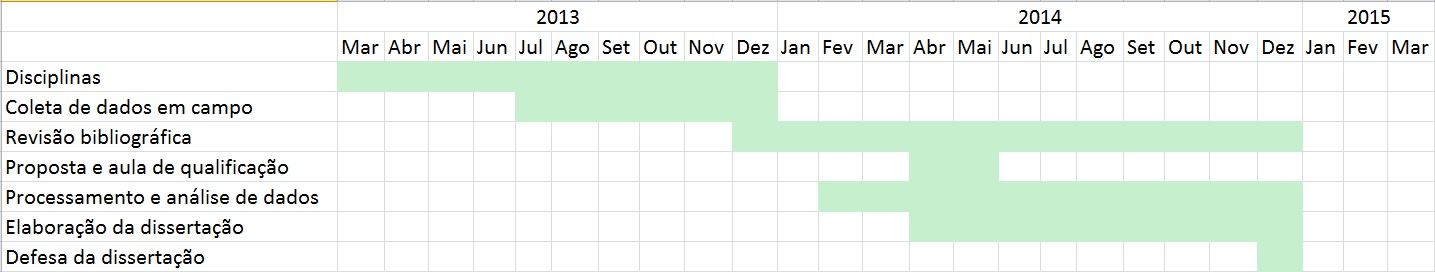 2013 2014 2015
Mar Abr Mai Jun Jul Ago Set Out Nov Dez Jan Fev Mar Abr Mai Jun Jul Ago Set Out Nov Dez Jan Fev Mar
Disciplinas
Coleta de dados em campo
Revisão bibliográfica
Proposta e aula de qualificação
Processamento e análise de dados
Elaboração da dissertação
Defesa da dissertação